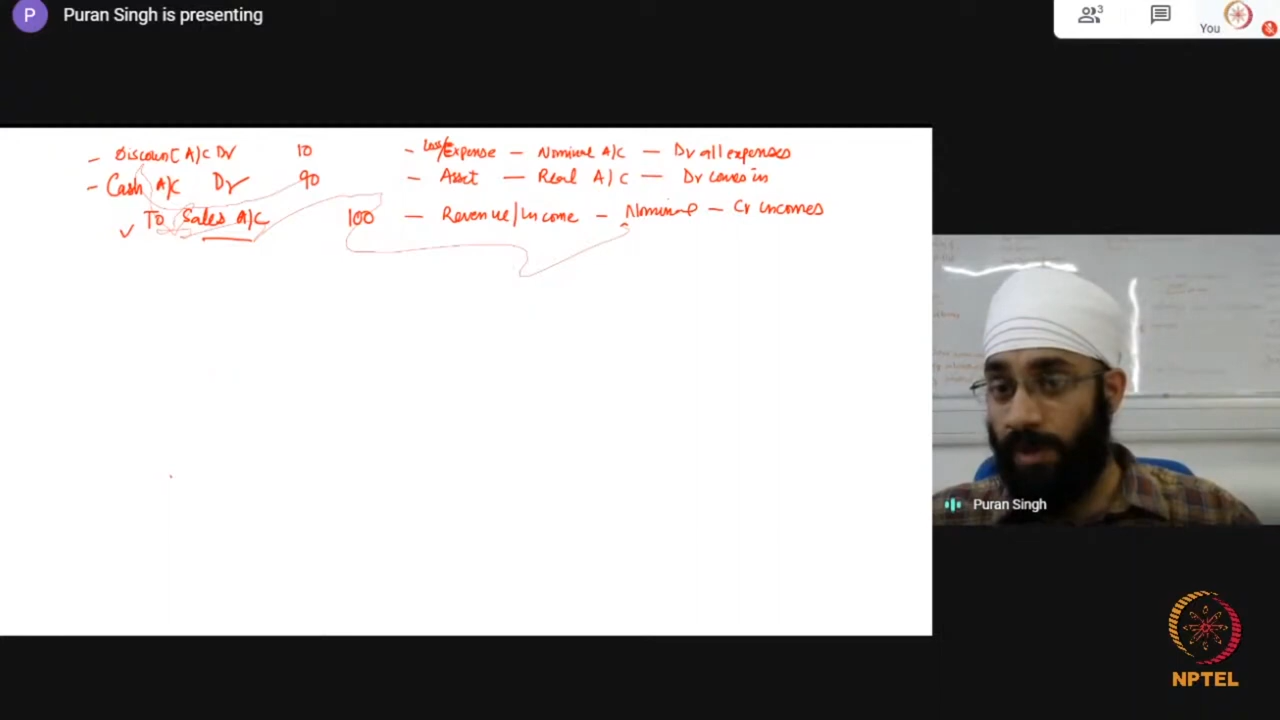 P Puran Singh is presenting
3
You
- Discount A/C Dr 10 - loss/Expense - Nominal A/C - Dr all expenses
- Cash A/C Dr 90 - Asset - Real A/C - Dr comes in
✓ To Sales A/C 100 - Revenue/Income - Nominal - Cr incomes
Puran Singh
NPTEL